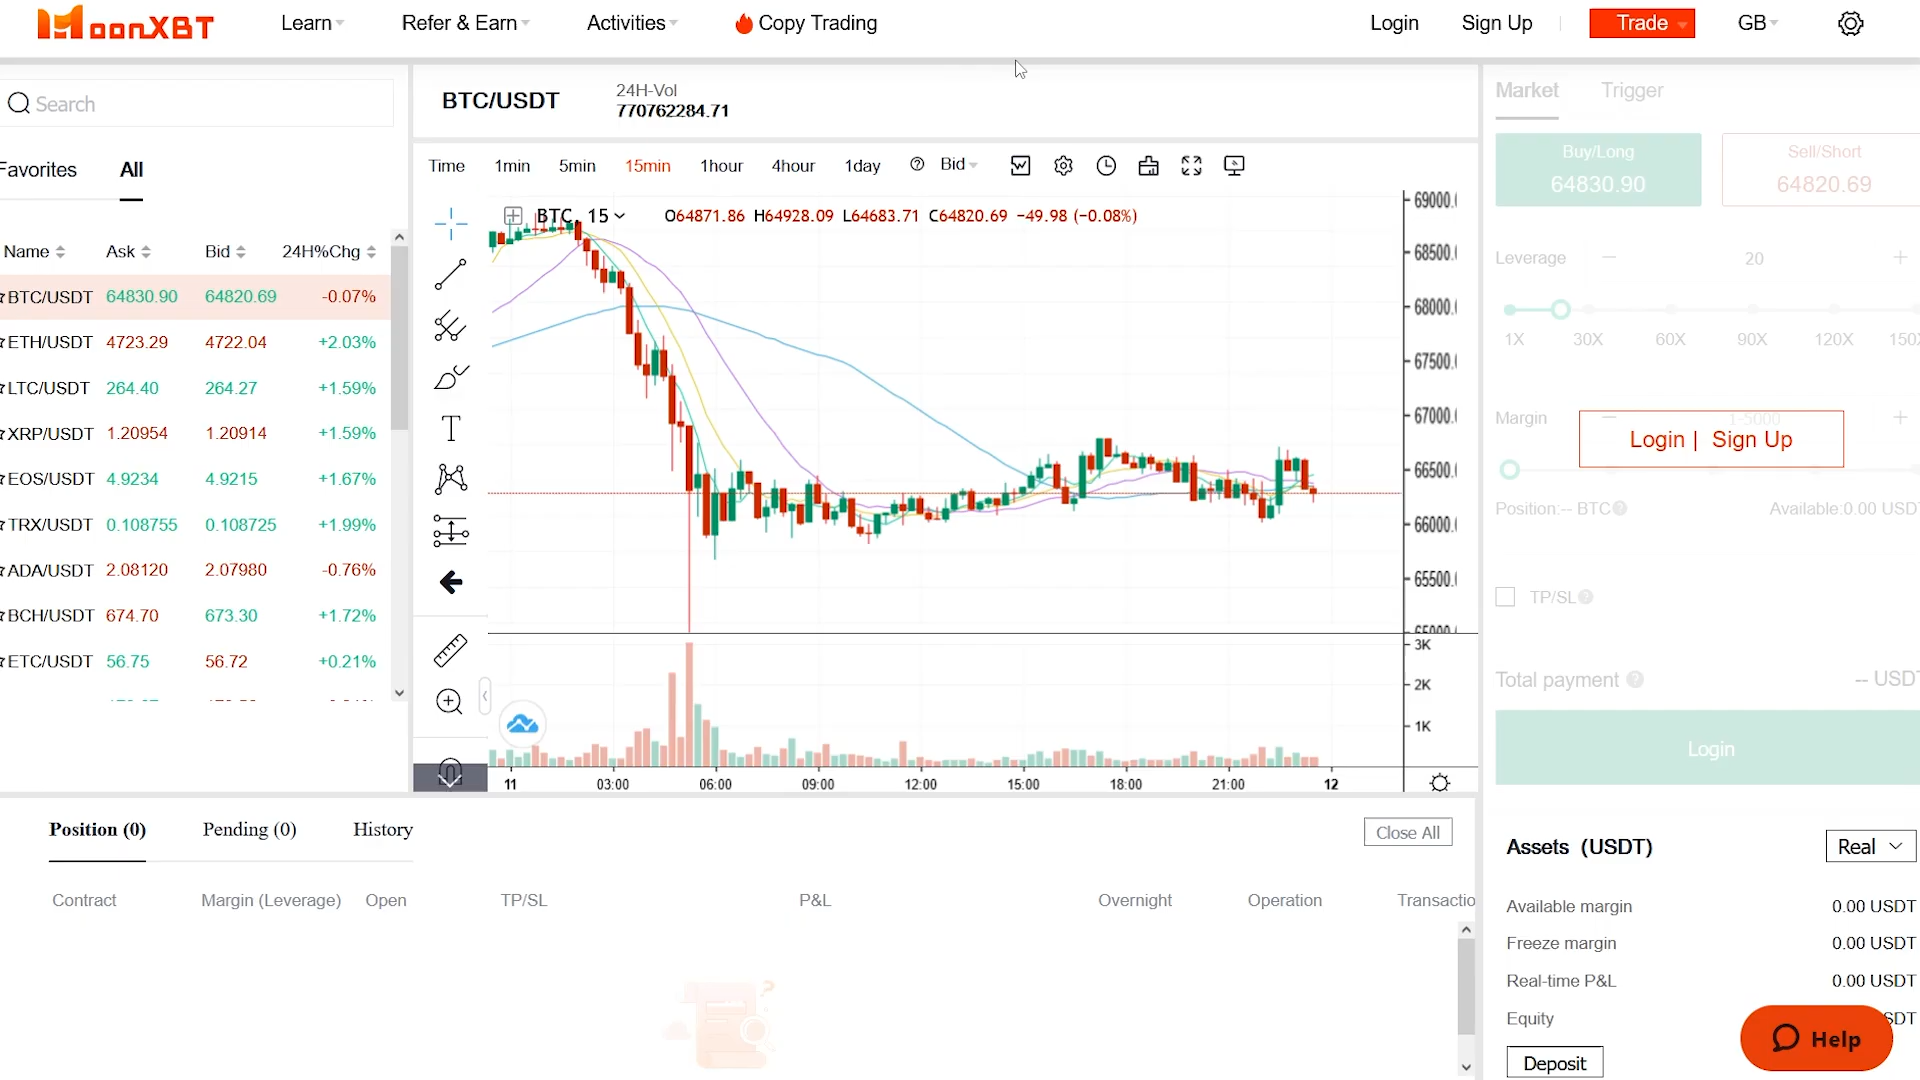 MoonXBT
Learn
Refer & Earn
Activities
Copy Trading
Login
Sign Up
Trade
GB
Search
BTC/USDT
24H-Vol
770762284.71
Market
Trigger
Favorites
All
Time
1min
5min
15min
1hour
4hour
1day
Bid
Buy/Long
64830.90
Sell/Short
64820.69
BTC, 15
O64871.86 H64928.09 L64683.71 C64820.69 −49.98 (−0.08%)
Name Ask Bid 24H%Chg
BTC/USDT 64830.90 64820.69 -0.07%
ETH/USDT 4723.29 4722.04 +2.03%
LTC/USDT 264.40 264.27 +1.59%
XRP/USDT 1.20954 1.20914 +1.59%
EOS/USDT 4.9234 4.9215 +1.67%
TRX/USDT 0.108755 0.108725 +1.99%
ADA/USDT 2.08120 2.07980 -0.76%
BCH/USDT 674.70 673.30 +1.72%
ETC/USDT 56.75 56.72 +0.21%
69000.
68500.
68000.
67500.
67000.
66500.
66000.
65500.
3K
2K
1K
11 03:00 06:00 09:00 12:00 15:00 18:00 21:00 12
Leverage 20
1X 30X 60X 90X 120X 150X
Margin 1-5000
Login | Sign Up
Position:-- BTC
Available:0.00 USD
TP/SL
Total payment -- USDT
Login
Position (0)
Pending (0)
History
Close All
Contract
Margin (Leverage)
Open
TP/SL
P&L
Overnight
Operation
Transactio
Assets (USDT)
Real
Available margin 0.00 USDT
Freeze margin 0.00 USDT
Real-time P&L 0.00 USDT
Equity SDT
Help
Deposit